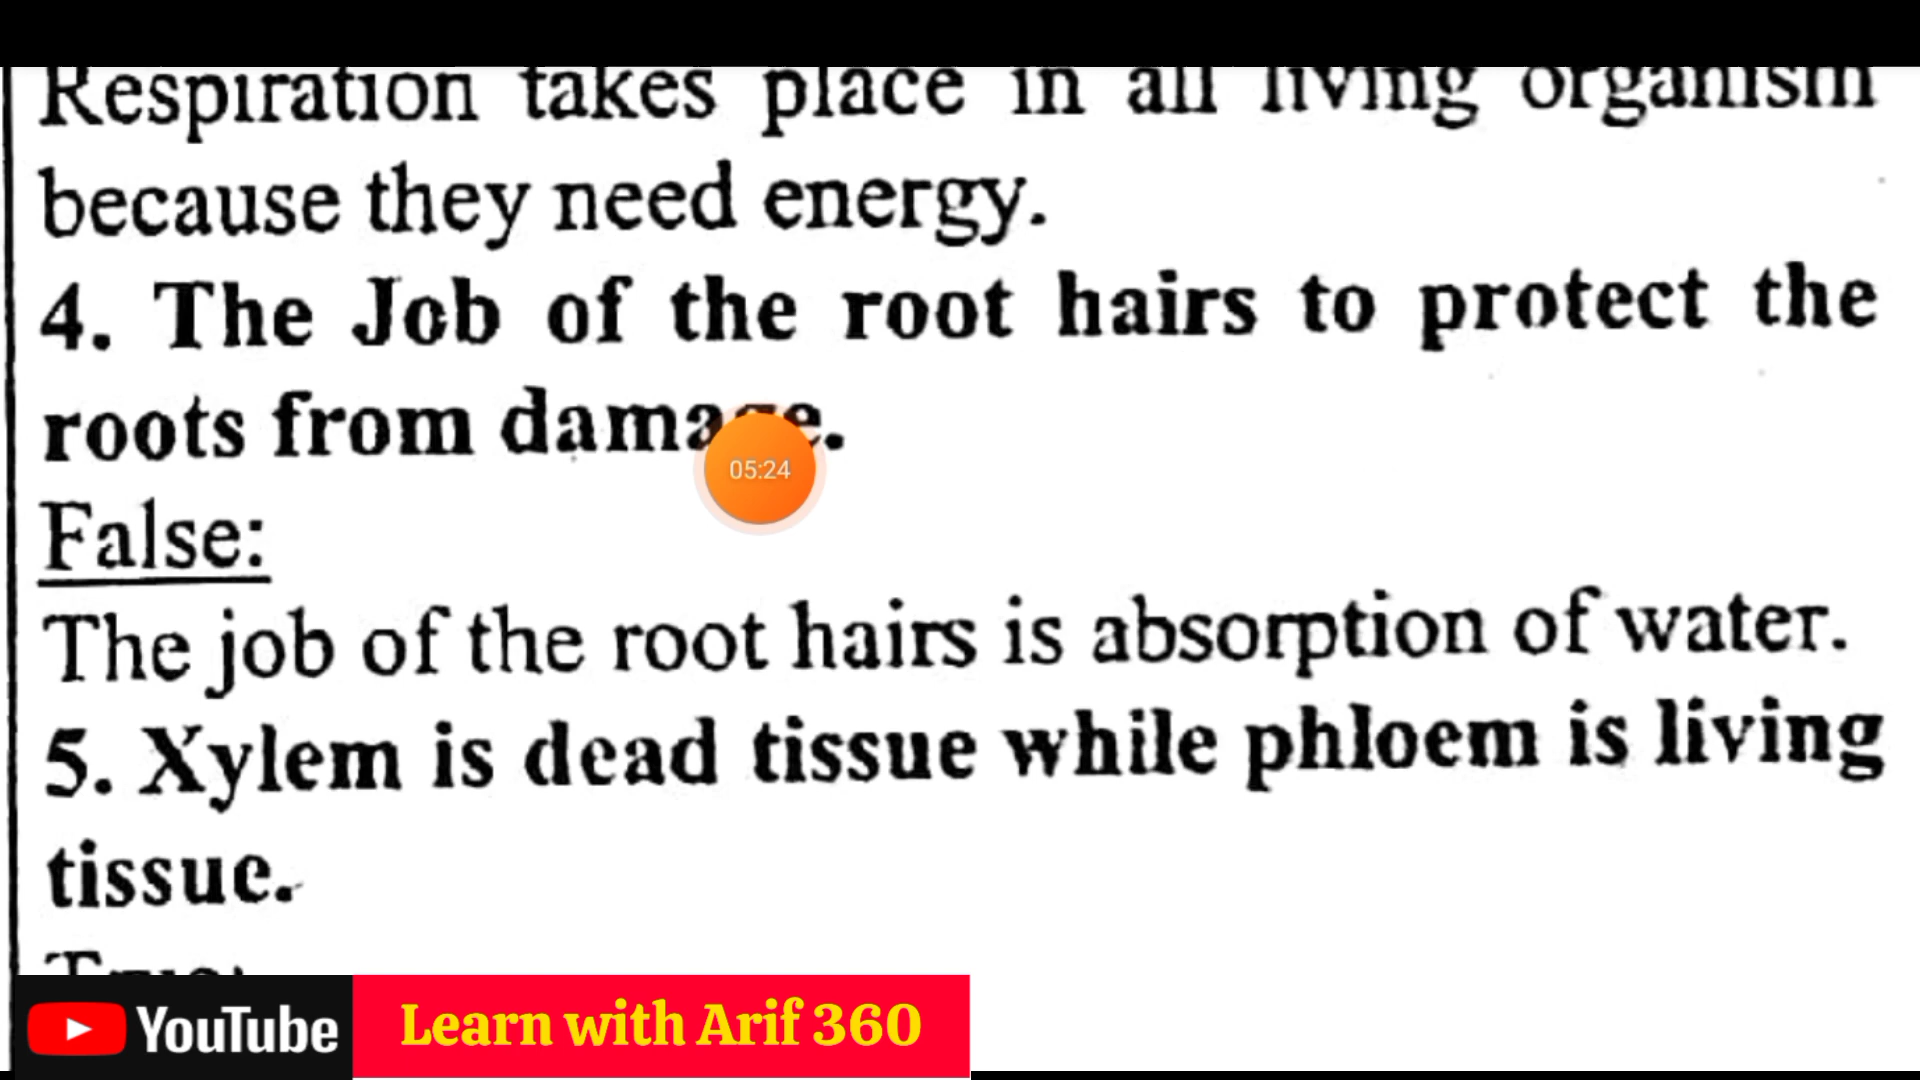 Respiration takes place in all living organism
because they need energy.
4. The Job of the root hairs to protect the
roots from damage.
05:24
False:
The job of the root hairs is absorption of water.
5. Xylem is dead tissue while phloem is living
tissue.
True:
YouTube Learn with Arif 360